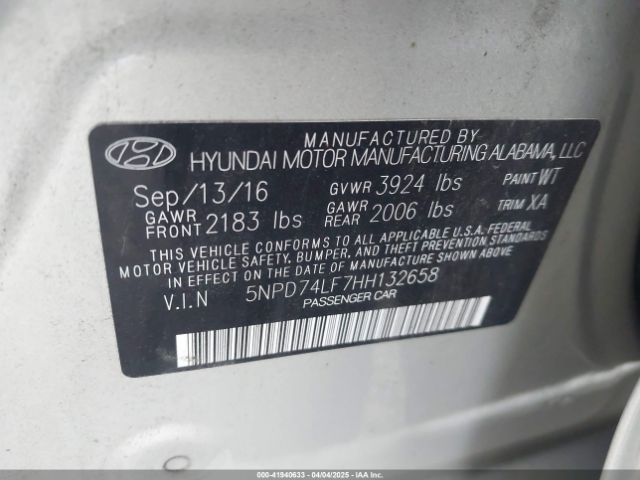 MANUFACTURED BY
HYUNDAI MOTOR MANUFACTURING ALABAMA, LLC
Sep/13/16 GVWR 3924 lbs PAINT WT
GAWR FRONT 2183 lbs GAWR REAR 2006 lbs TRIM XA
THIS VEHICLE CONFORMS TO ALL APPLICABLE U.S.A. FEDERAL
MOTOR VEHICLE SAFETY, BUMPER, AND THEFT PREVENTION STANDARDS
IN EFFECT ON THE DATE OF MANUFACTURE SHOWN ABOVE
V.I.N 5NPD74LF7HH132658
PASSENGER CAR
000-41940633 - 04/04/2025 - IAAI.COM